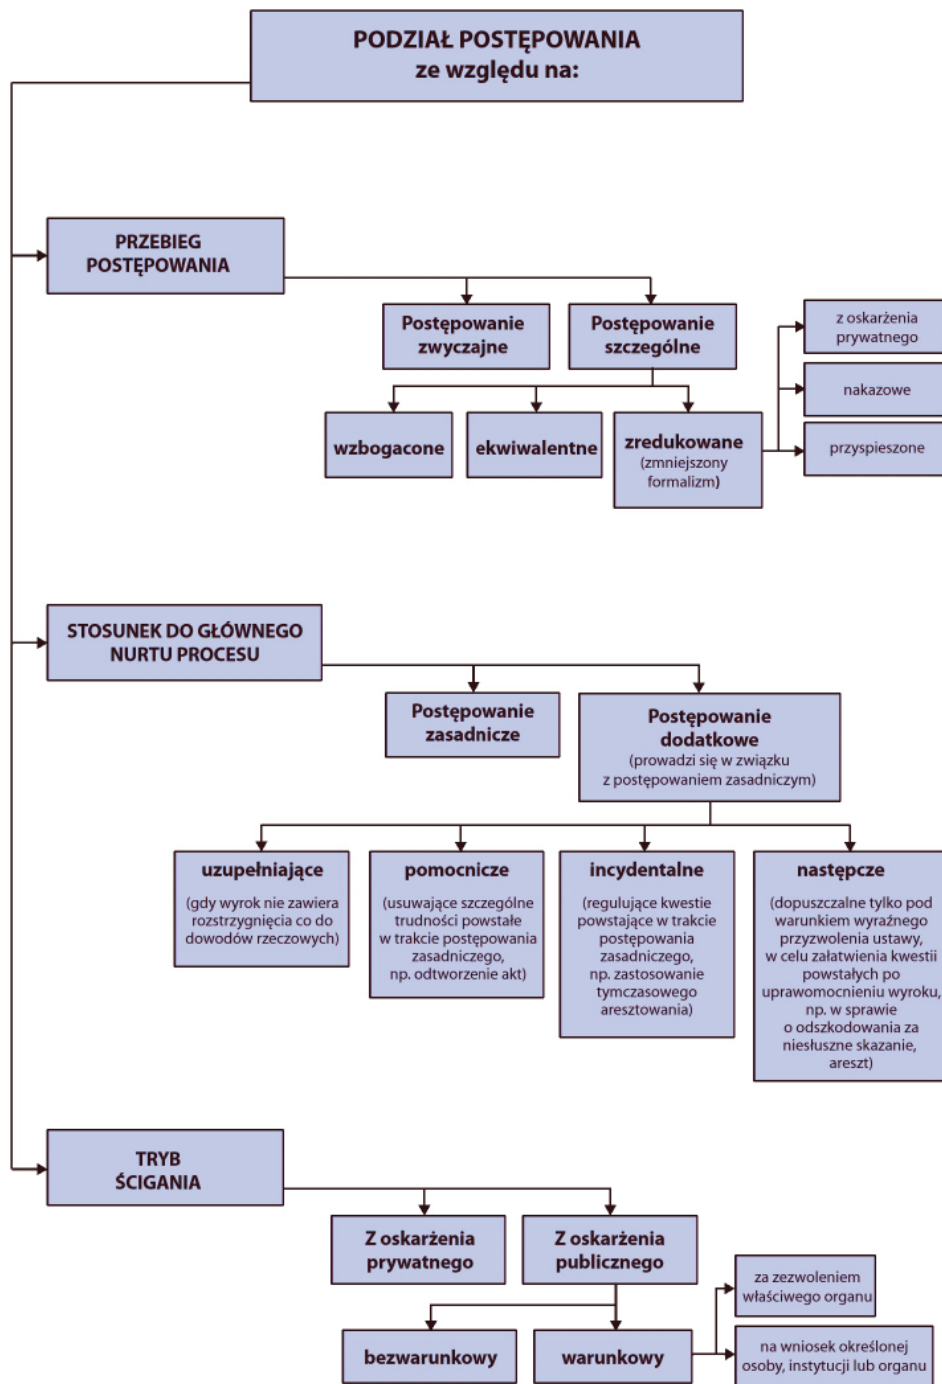 PODZIAŁ POSTĘPOWANIA
ze względu na:
PRZEBIEG
POSTĘPOWANIA
Postępowanie
zwyczajne
Postępowanie
szczególne
z oskarżenia
prywatnego
nakazowe
przyspieszone
wzbogacone
ekwiwalentne
zredukowane
(zmniejszony
formalizm)
STOSUNEK DO GŁÓWNEGO
NURTU PROCESU
Postępowanie
zasadnicze
Postępowanie
dodatkowe
(prowadzi się w związku
z postępowaniem zasadniczym)
uzupełniające
(gdy wyrok nie zawiera
rozstrzygnięcia co do
dowodów rzeczowych)
pomocnicze
(usuwające szczególne
trudności powstałe
w trakcie postępowania
zasadniczego,
np. odtworzenie akt)
incydentalne
(regulujące kwestie
powstające w trakcie
postępowania
zasadniczego,
np. zastosowanie
tymczasowego
aresztowania)
następcze
(dopuszczalne tylko pod
warunkiem wyraźnego
przyzwolenia ustawy,
w celu załatwienia kwestii
powstałych po
uprawomocnieniu wyroku,
np. w sprawie
o odszkodowania za
niesłuszne skazanie,
areszt)
TRYB
ŚCIGANIA
Z oskarżenia
prywatnego
Z oskarżenia
publicznego
bezwarunkowy
warunkowy
za zezwoleniem
właściwego organu
na wniosek określonej
osoby, instytucji lub organu